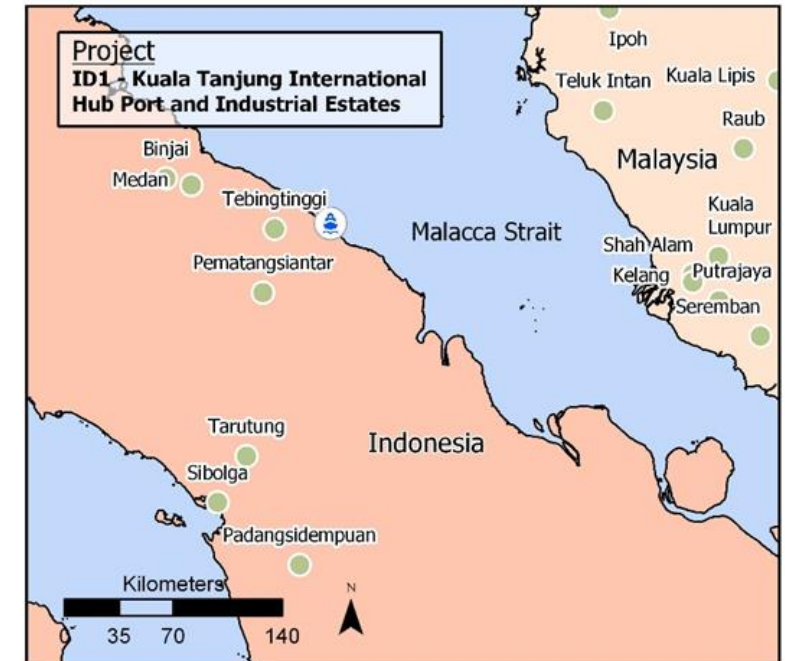 Project
ID1 - Kuala Tanjung International
Hub Port and Industrial Estates
Ipoh
Teluk Intan
Kuala Lipis
Raub
Malaysia
Binjai
Medan
Tebingtinggi
Pematangsiantar
Malacca Strait
Kuala
Lumpur
Shah Alam
Kelang
Putrajaya
Seremban
Tarutung
Indonesia
Sibolga
Padangsidempuan
Kilometers
0 35 70 140
N